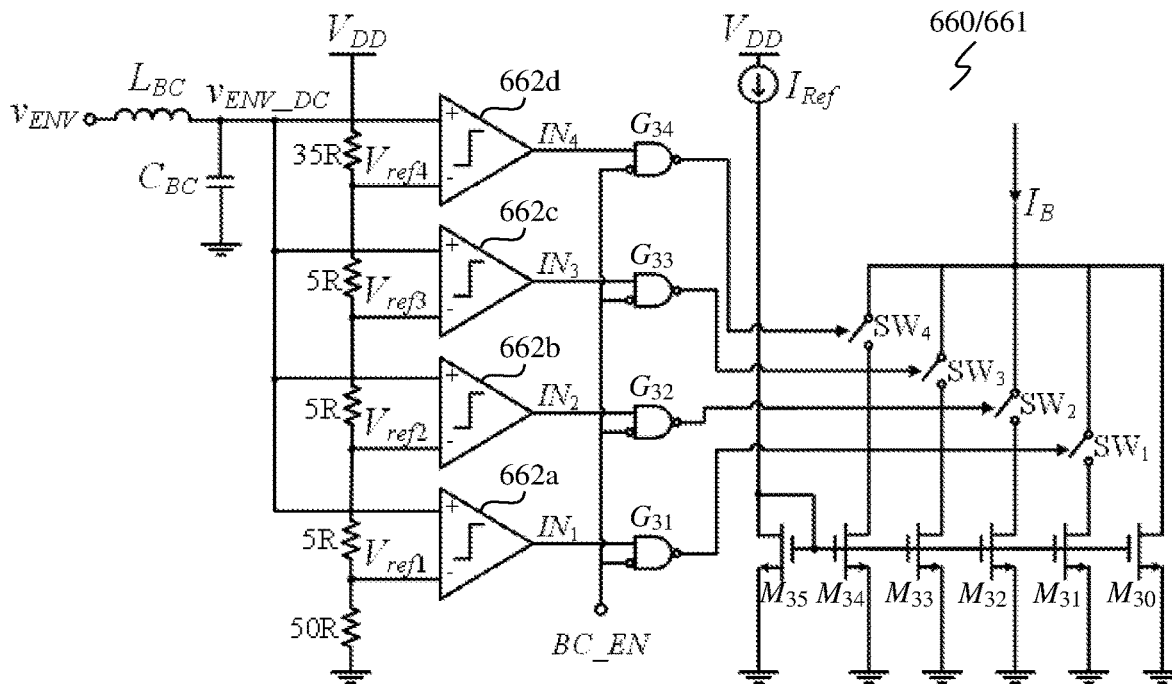 660/661
V_DD
V_DD
662d
L_BC
v_ENV_DC
I_Ref
v_ENV
IN_4
G_34
35R
V_ref4
C_BC
662c
I_B
IN_3
G_33
5R
V_ref3
SW_4
662b
SW_3
IN_2
G_32
5R
V_ref2
SW_2
SW_1
662a
IN_1
G_31
5R
V_ref1
M_35
M_34
M_33
M_32
M_31
M_30
50R
BC_EN
+
-
+
-
+
-
+
-